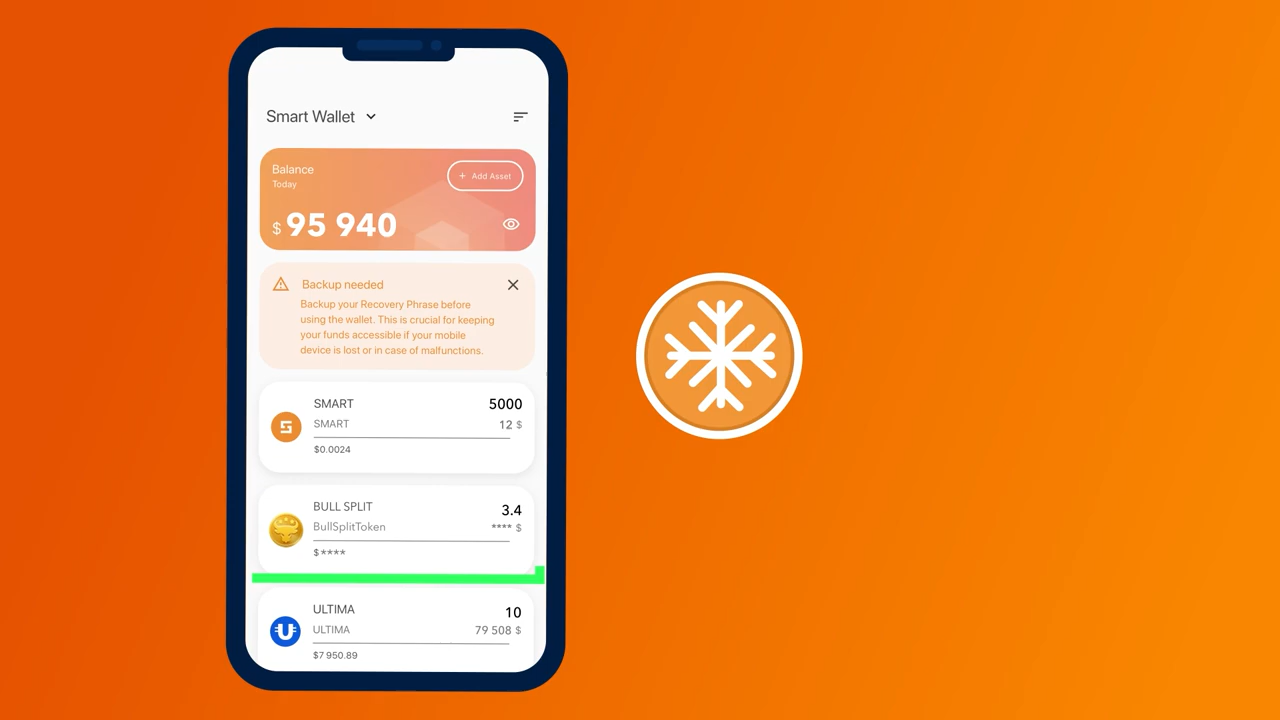 Smart Wallet
Balance
Today
+ Add Asset
$ 95 940
Backup needed
Backup your Recovery Phrase before
using the wallet. This is crucial for keeping
your funds accessible if your mobile
device is lost or in case of malfunctions.
SMART 5000
SMART 12 $
$0.0024
BULL SPLIT 3.4
BullSplitToken **** $
$****
ULTIMA 10
ULTIMA 79 508 $
$7 950.89